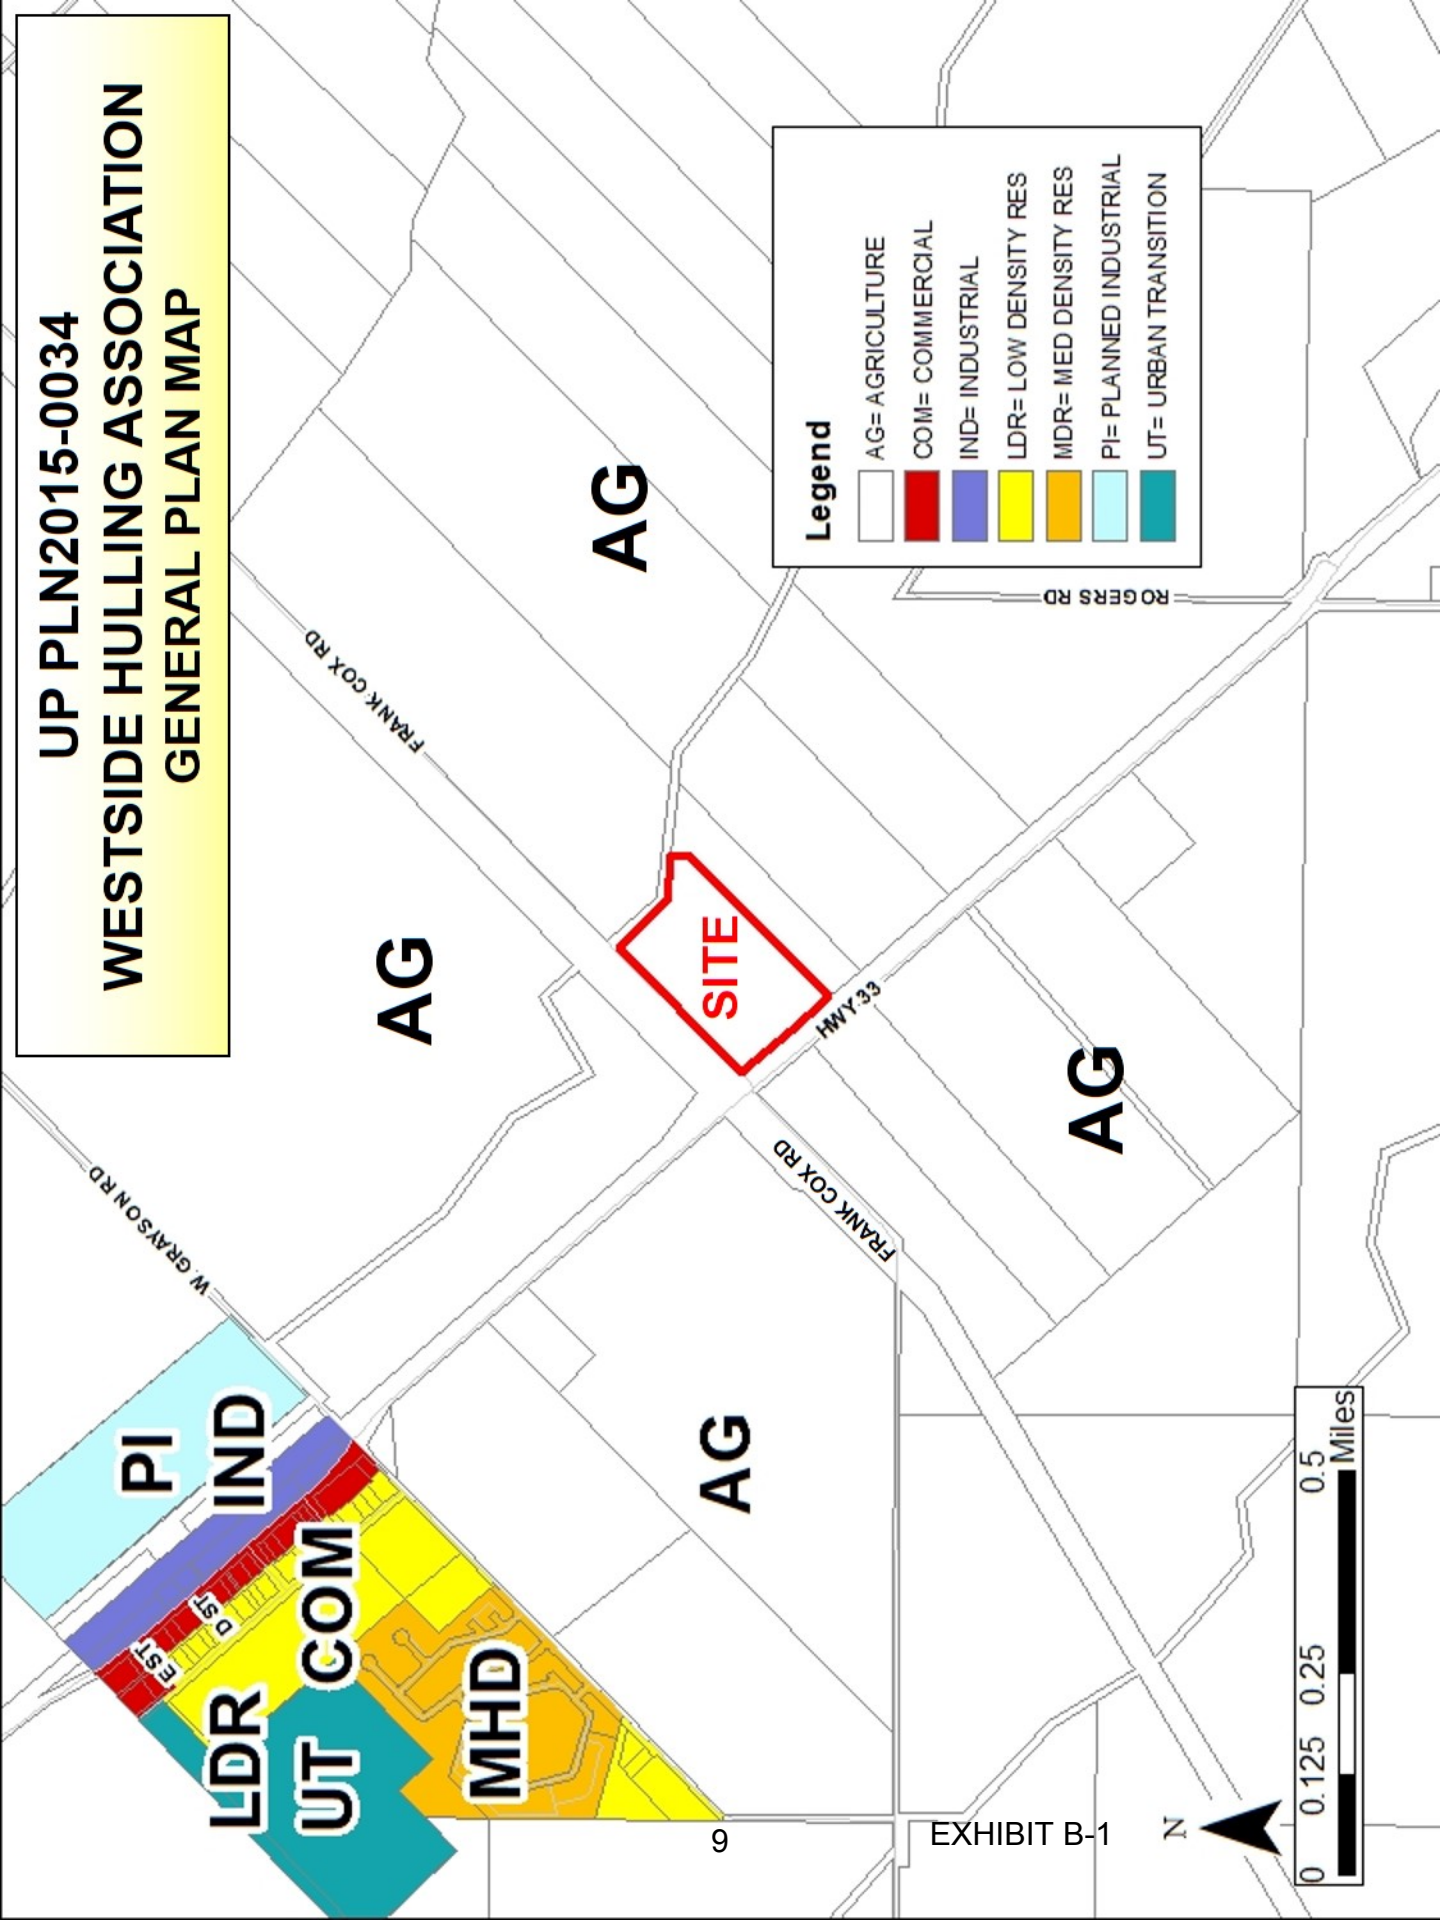 UP PLN2015-0034
WESTSIDE HULLING ASSOCIATION
GENERAL PLAN MAP
W. GRAYSON RD
FRANK COX RD
PI
IND
COM
LDR
UT
MHD
E ST
D ST
AG
AG
AG
AG
SITE
HWY 33
FRANK COX RD
ROGERS RD
Legend
AG= AGRICULTURE
COM= COMMERCIAL
IND= INDUSTRIAL
LDR= LOW DENSITY RES
MDR= MED DENSITY RES
PI= PLANNED INDUSTRIAL
UT= URBAN TRANSITION
N
0 0.125 0.25 0.5
Miles
9
EXHIBIT B-1